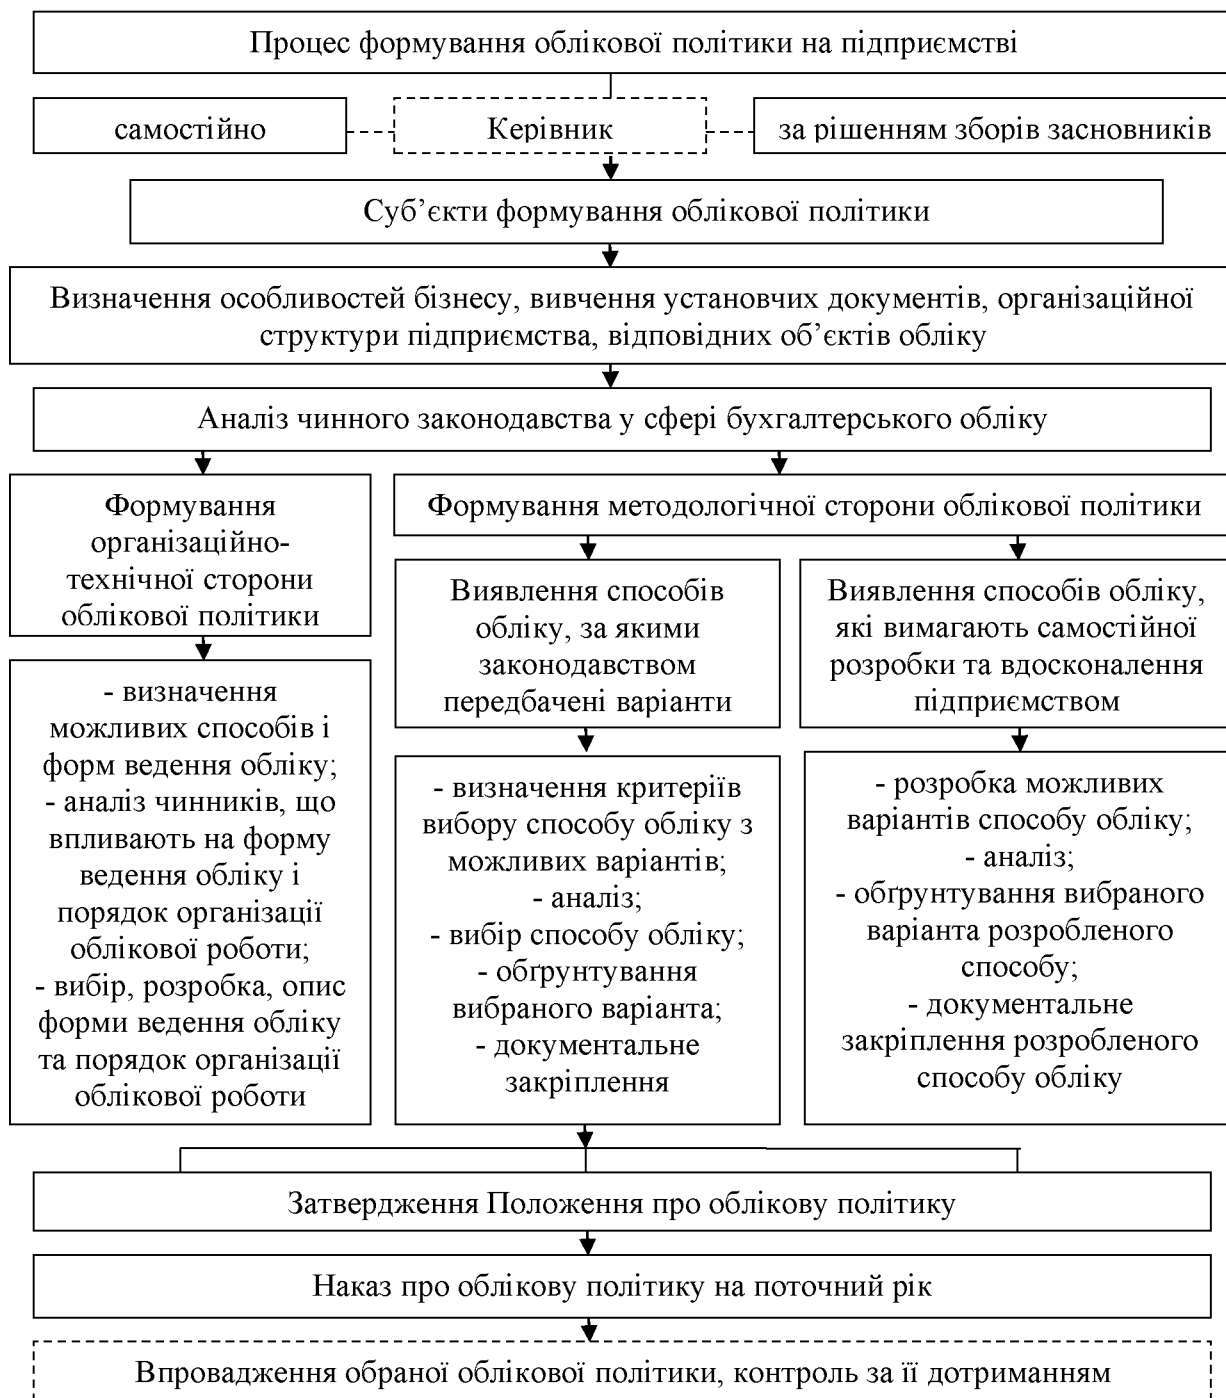 Процес формування облікової політики на підприємстві
самостійно
Керівник
за рішенням зборів засновників
Суб’єкти формування облікової політики
Визначення особливостей бізнесу, вивчення установчих документів, організаційної
структури підприємства, відповідних об’єктів обліку
Аналіз чинного законодавства у сфері бухгалтерського обліку
Формування
організаційно-
технічної сторони
облікової політики
- визначення
можливих способів і
форм ведення обліку;
- аналіз чинників, що
впливають на форму
ведення обліку і
порядок організації
облікової роботи;
- вибір, розробка, опис
форми ведення обліку
та порядок організації
облікової роботи
Формування методологічної сторони облікової політики
Виявлення способів
обліку, за якими
законодавством
передбачені варіанти
- визначення критеріїв
вибору способу обліку з
можливих варіантів;
- аналіз;
- вибір способу обліку;
- обґрунтування
вибраного варіанта;
- документальне
закріплення
Виявлення способів обліку,
які вимагають самостійної
розробки та вдосконалення
підприємством
- розробка можливих
варіантів способу обліку;
- аналіз;
- обґрунтування вибраного
варіанта розробленого
способу;
- документальне
закріплення розробленого
способу обліку
Затвердження Положення про облікову політику
Наказ про облікову політику на поточний рік
Впровадження обраної облікової політики, контроль за її дотриманням